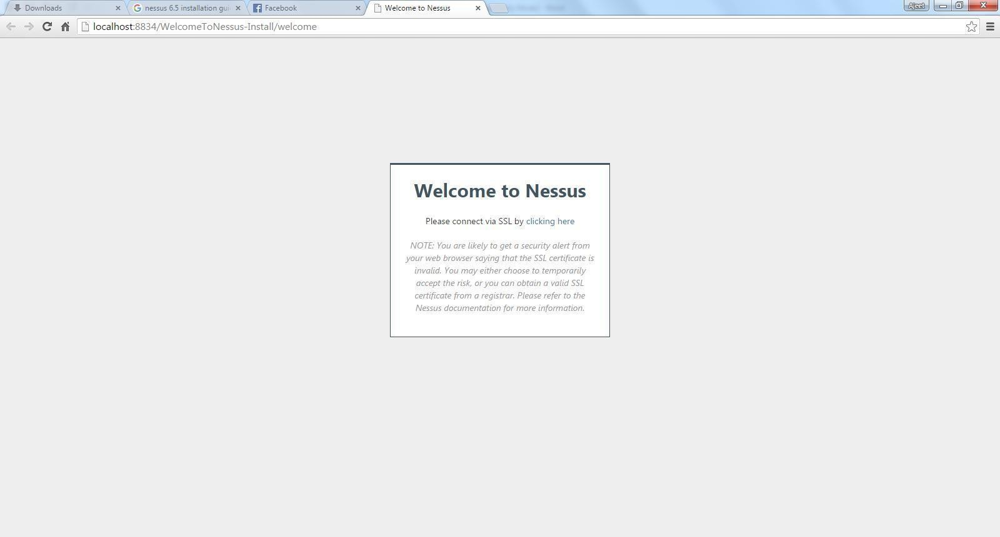 Downloads
nessus 6.5 installation gui
Facebook
Welcome to Nessus
Ajeet
localhost:8834/WelcomeToNessus-Install/welcome
Welcome to Nessus
Please connect via SSL by clicking here
NOTE: You are likely to get a security alert from
your web browser saying that the SSL certificate is
invalid. You may either choose to temporarily
accept the risk, or you can obtain a valid SSL
certificate from a registrar. Please refer to the
Nessus documentation for more information.